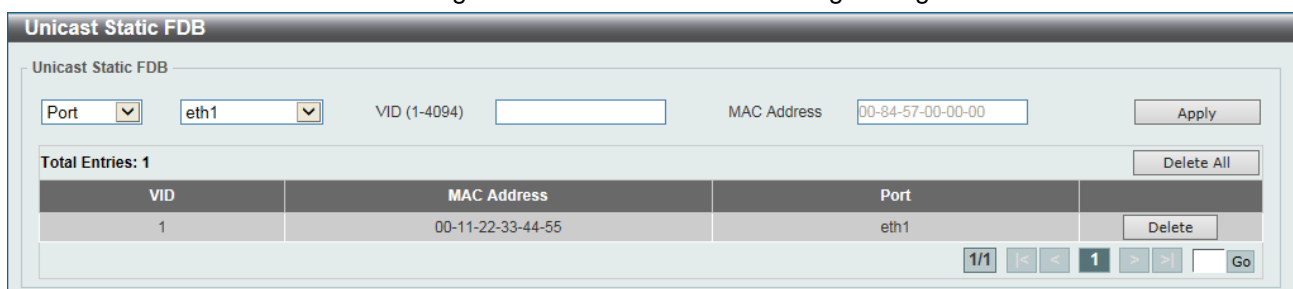 Unicast Static FDB
Unicast Static FDB
Port eth1 VID (1-4094) MAC Address 00-84-57-00-00-00 Apply
Total Entries: 1 Delete All
VID MAC Address Port
1 00-11-22-33-44-55 eth1 Delete
1/1 |< < 1 > >| Go